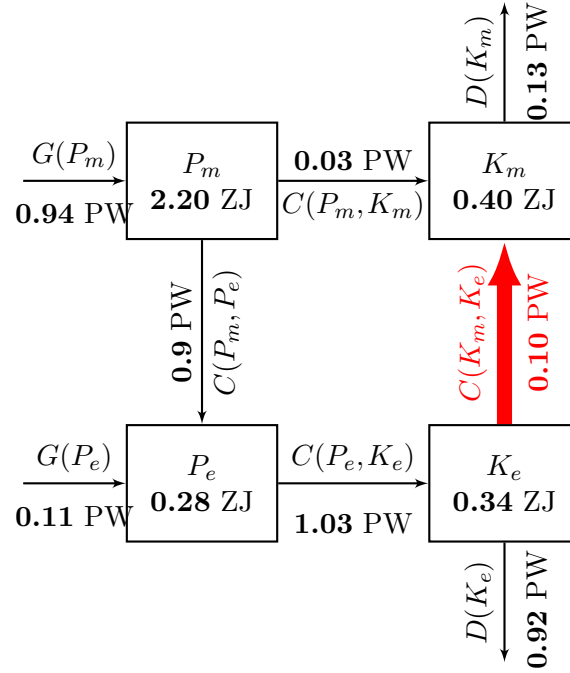 D(K_m)
0.13 PW
G(P_m)
0.94 PW
P_m
2.20 ZJ
0.03 PW
C(P_m, K_m)
K_m
0.40 ZJ
0.9 PW
C(P_m, P_e)
C(K_m, K_e)
0.10 PW
G(P_e)
0.11 PW
P_e
0.28 ZJ
C(P_e, K_e)
1.03 PW
K_e
0.34 ZJ
D(K_e)
0.92 PW